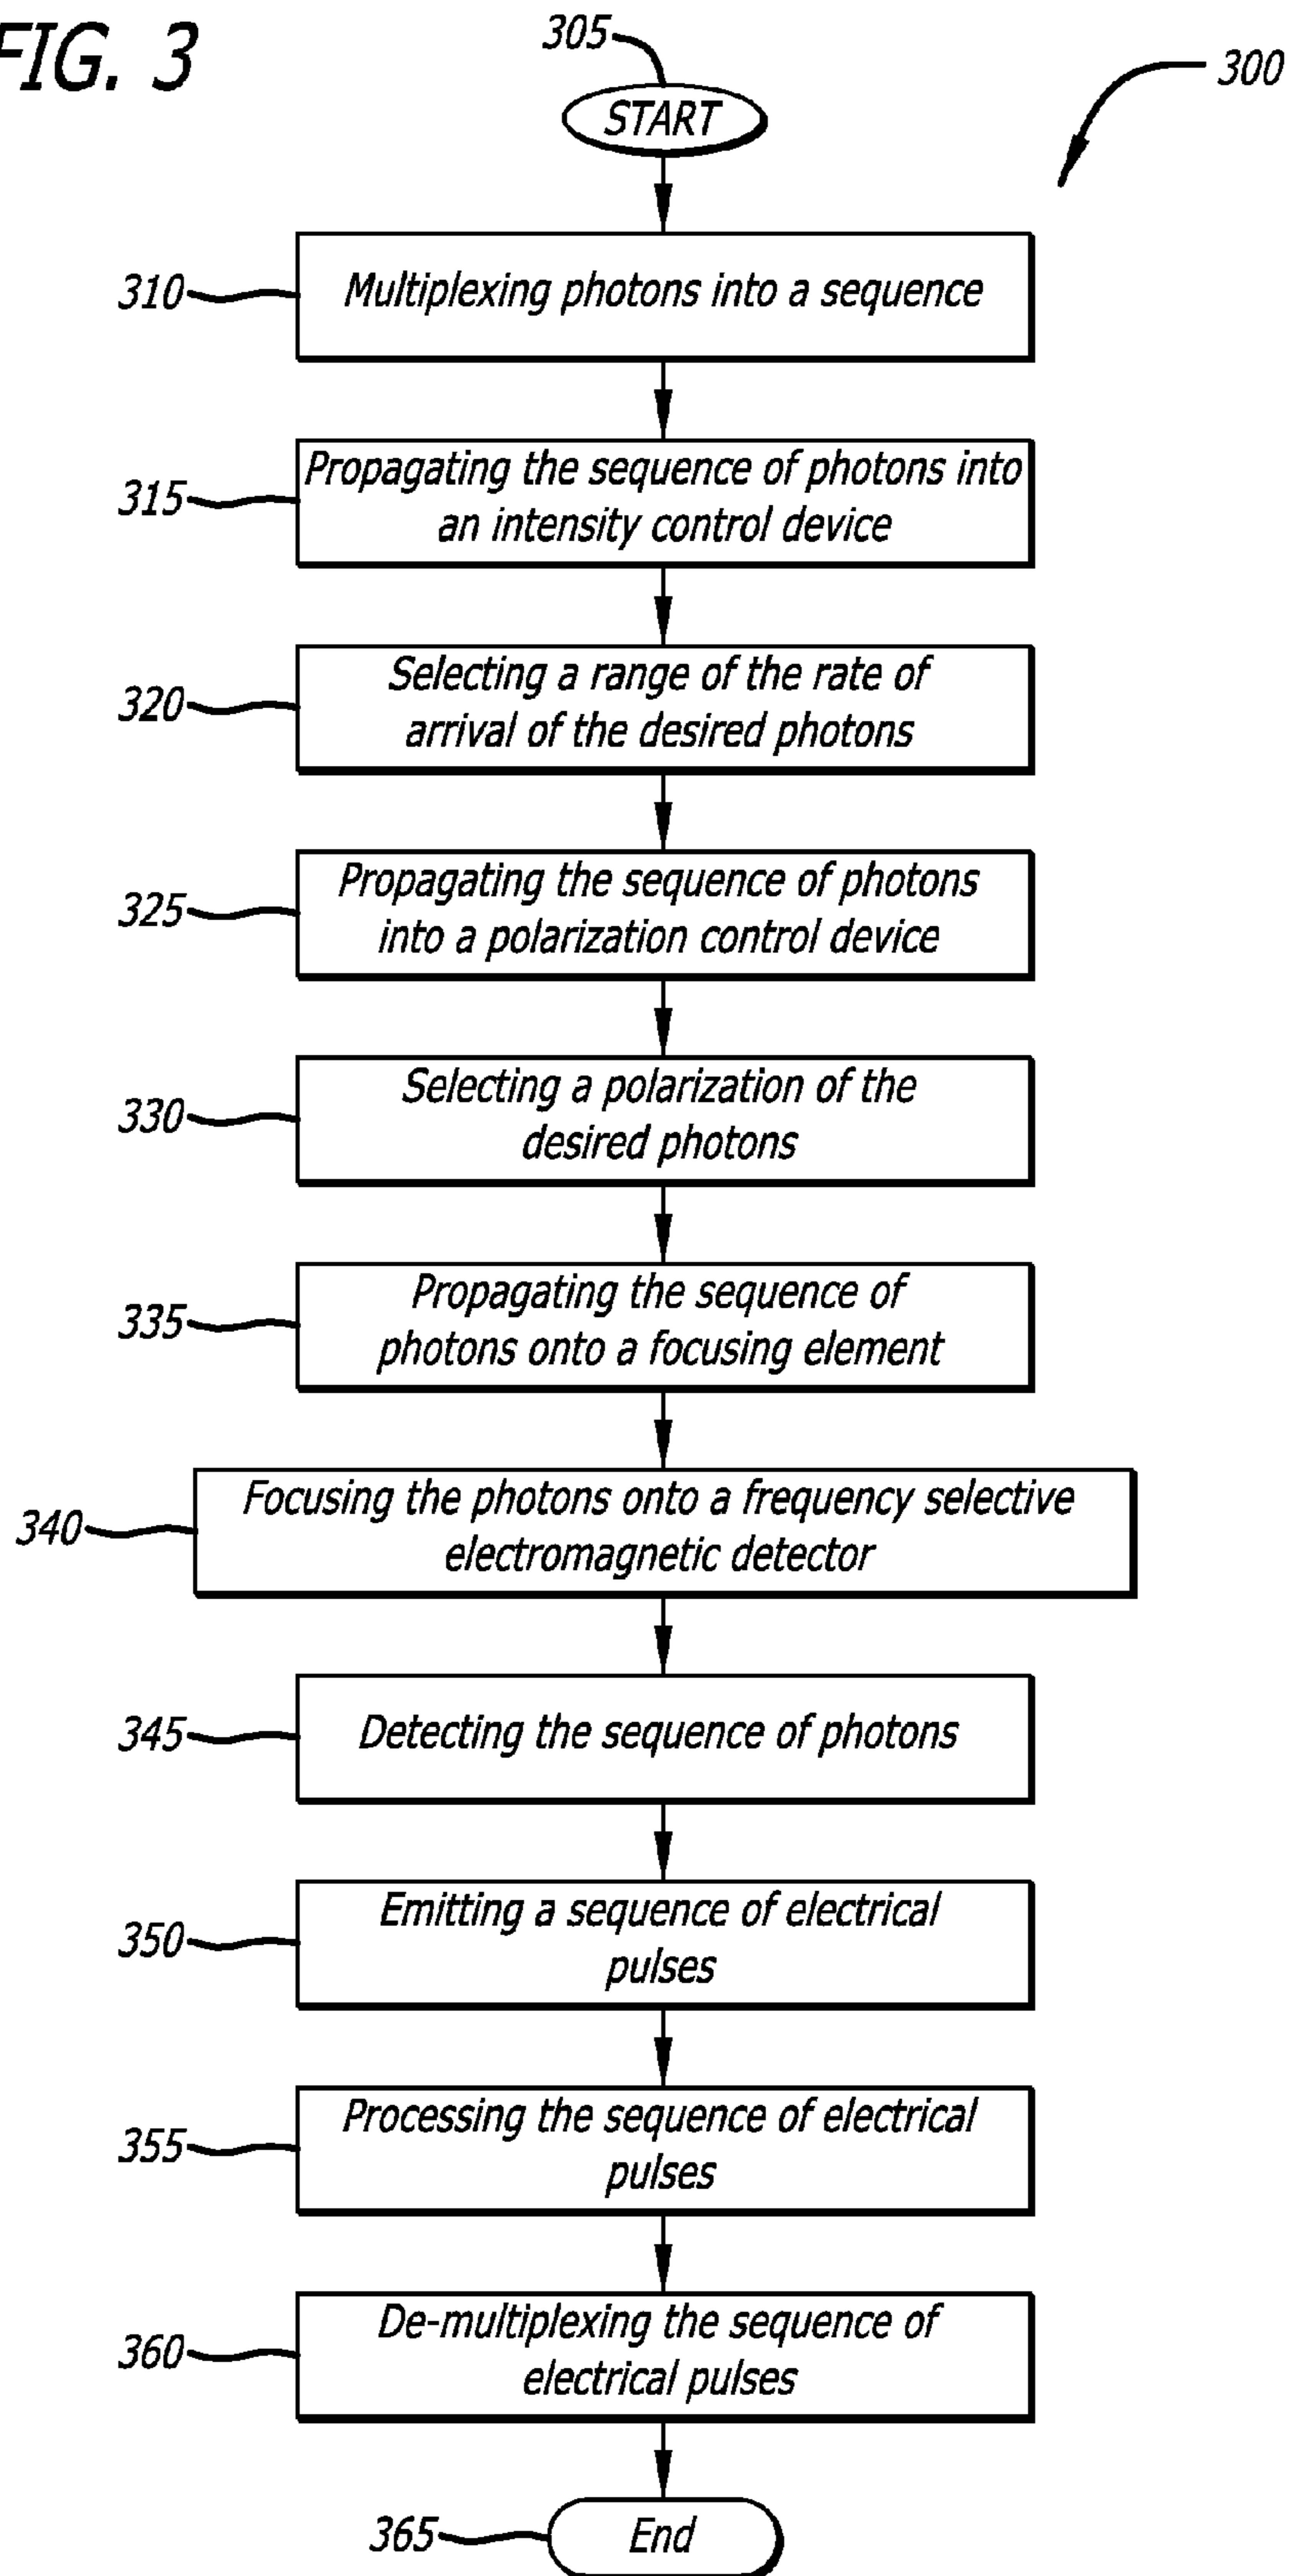 FIG. 3
305
300
START
310
Multiplexing photons into a sequence
315
Propagating the sequence of photons into
an intensity control device
320
Selecting a range of the rate of
arrival of the desired photons
325
Propagating the sequence of photons
into a polarization control device
330
Selecting a polarization of the
desired photons
335
Propagating the sequence of
photons onto a focusing element
340
Focusing the photons onto a frequency selective
electromagnetic detector
345
Detecting the sequence of photons
350
Emitting a sequence of electrical
pulses
355
Processing the sequence of electrical
pulses
360
De-multiplexing the sequence of
electrical pulses
365
End